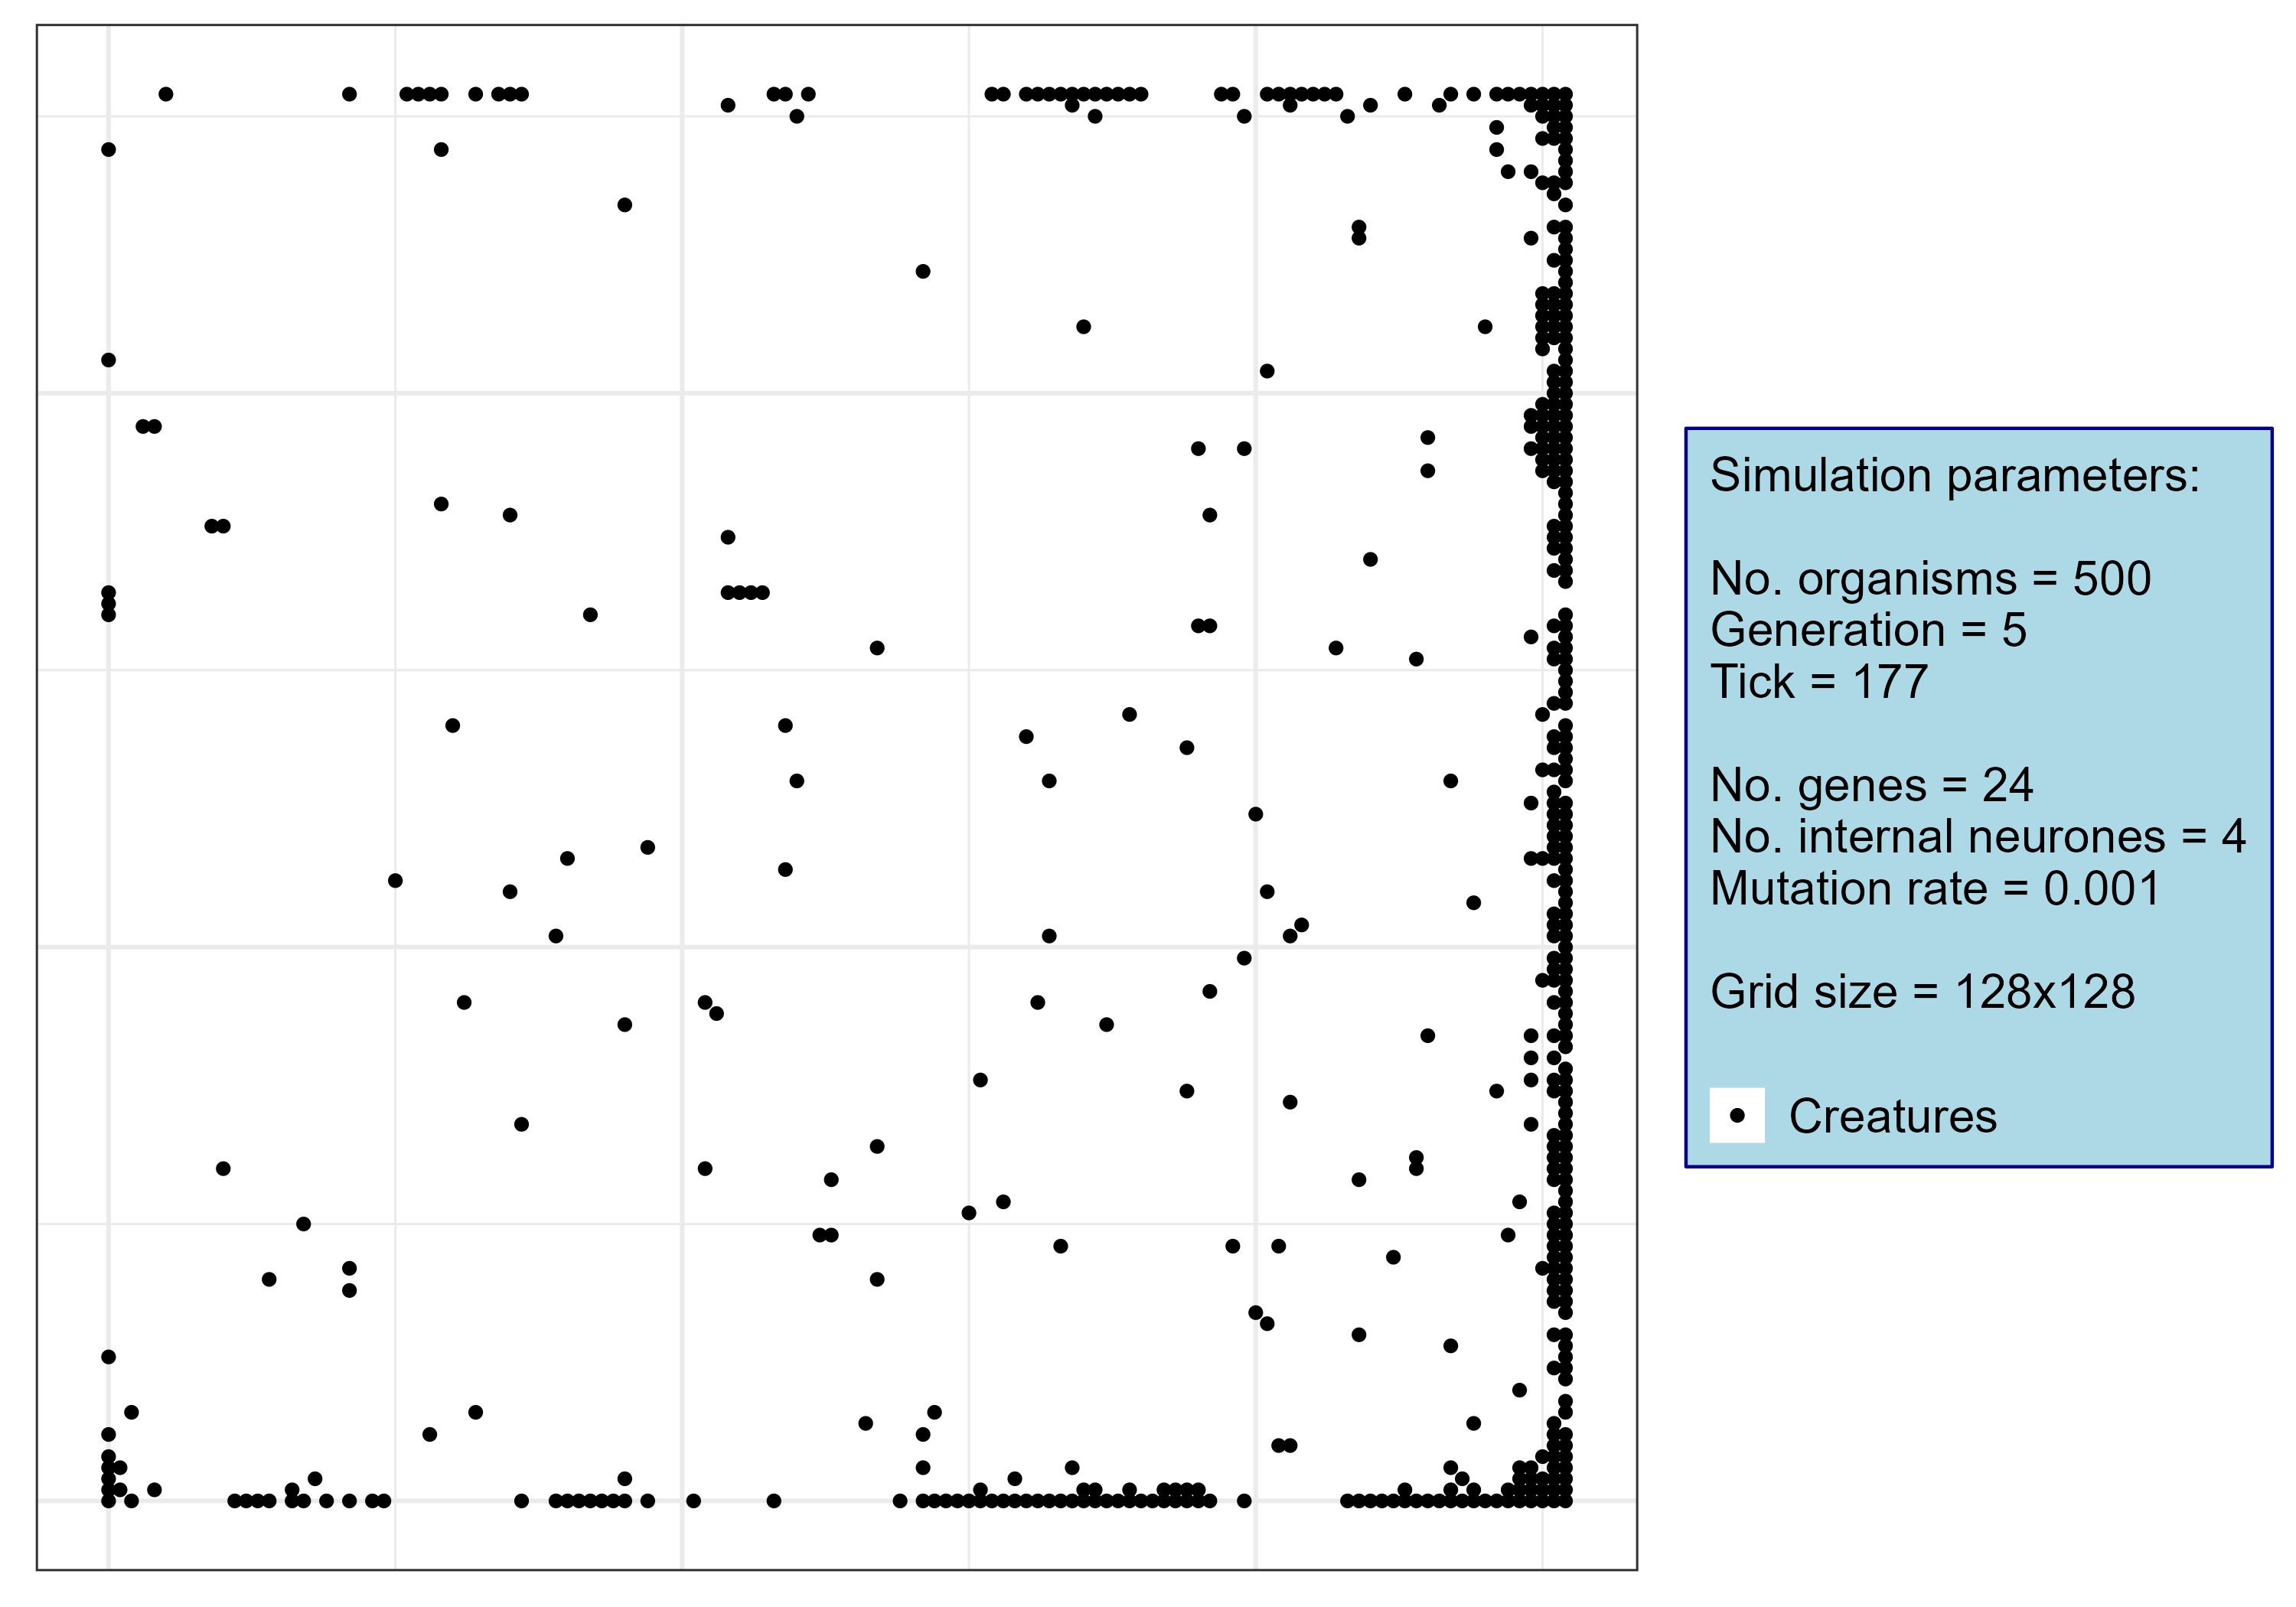 Simulation parameters:
No. organisms = 500
Generation = 5
Tick = 177
No. genes = 24
No. internal neurones = 4
Mutation rate = 0.001
Grid size = 128x128
Creatures